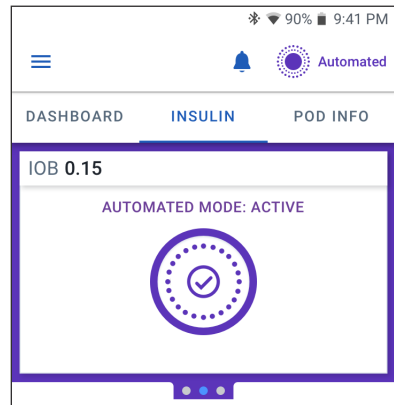 90% 9:41 PM
Automated
DASHBOARD INSULIN POD INFO
IOB 0.15
AUTOMATED MODE: ACTIVE